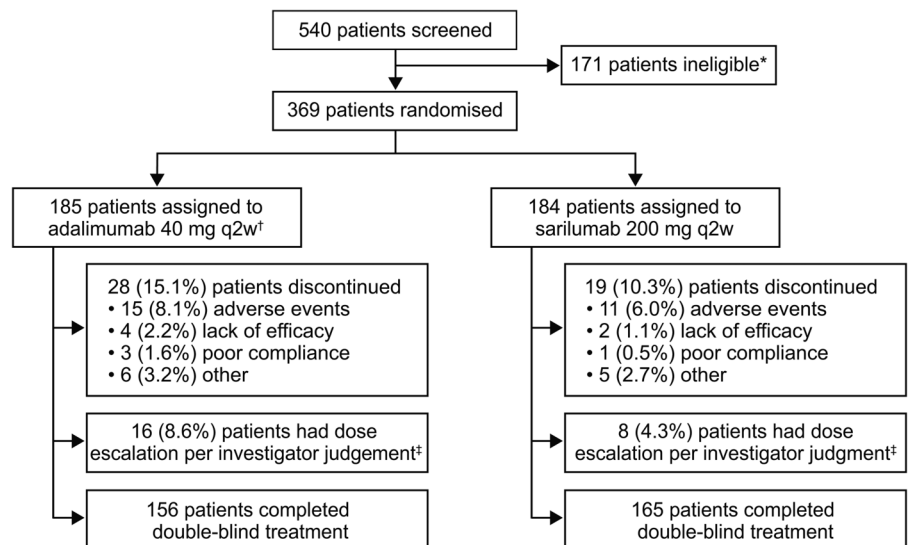 540 patients screened
171 patients ineligible*
369 patients randomised
185 patients assigned to
adalimumab 40 mg q2w†
184 patients assigned to
sarilumab 200 mg q2w
28 (15.1%) patients discontinued
• 15 (8.1%) adverse events
• 4 (2.2%) lack of efficacy
• 3 (1.6%) poor compliance
• 6 (3.2%) other
19 (10.3%) patients discontinued
• 11 (6.0%) adverse events
• 2 (1.1%) lack of efficacy
• 1 (0.5%) poor compliance
• 5 (2.7%) other
16 (8.6%) patients had dose
escalation per investigator judgement‡
8 (4.3%) patients had dose
escalation per investigator judgment‡
156 patients completed
double-blind treatment
165 patients completed
double-blind treatment